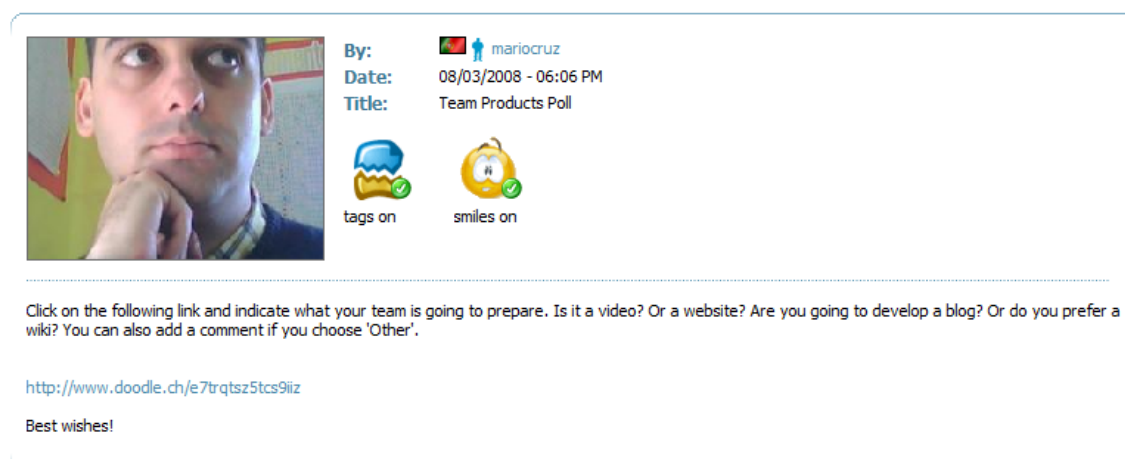 By: mariocruz
Date: 08/03/2008 - 06:06 PM
Title: Team Products Poll
tags on smiles on
Click on the following link and indicate what your team is going to prepare. Is it a video? Or a website? Are you going to develop a blog? Or do you prefer a
wiki? You can also add a comment if you choose 'Other'.
http://www.doodle.ch/e7trqtsz5tcs9iiz
Best wishes!